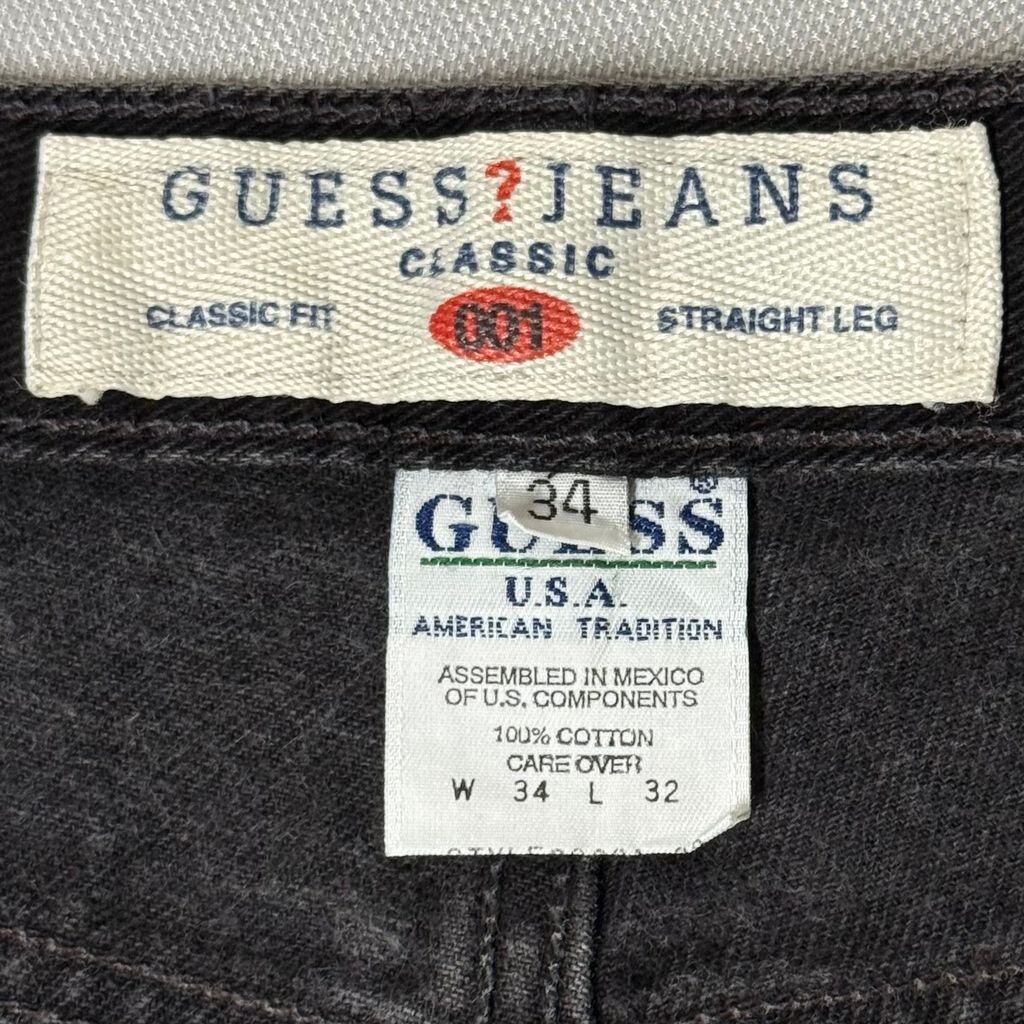 GUESS?JEANS
CLASSIC
CLASSIC FIT 001 STRAIGHT LEG
34
GUESS®
U.S.A.
AMERICAN TRADITION
ASSEMBLED IN MEXICO
OF U.S. COMPONENTS
100% COTTON
CARE OVER
W 34 L 32